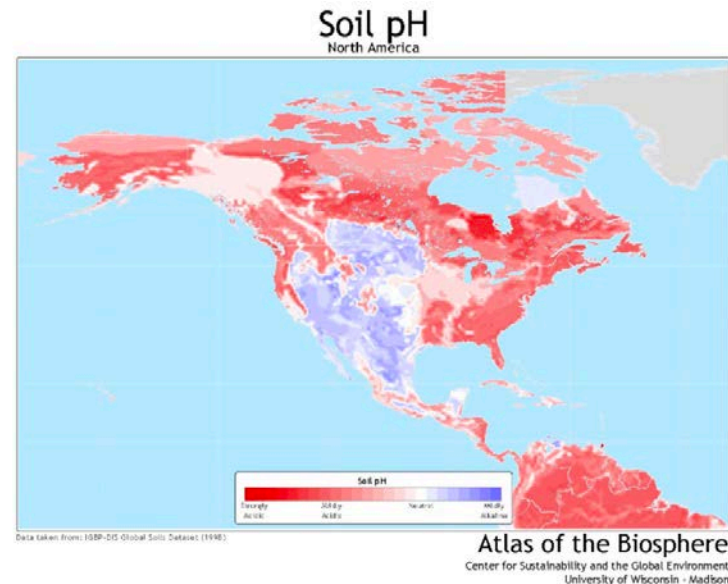 Soil pH
North America
Soil pH
Strongly Mildly Neutral Mildly
Acidic Acidic Alkaline
Data taken from: IGBP-DIS Global Soils Dataset (1998)
Atlas of the Biosphere
Center for Sustainability and the Global Environment
University of Wisconsin - Madison